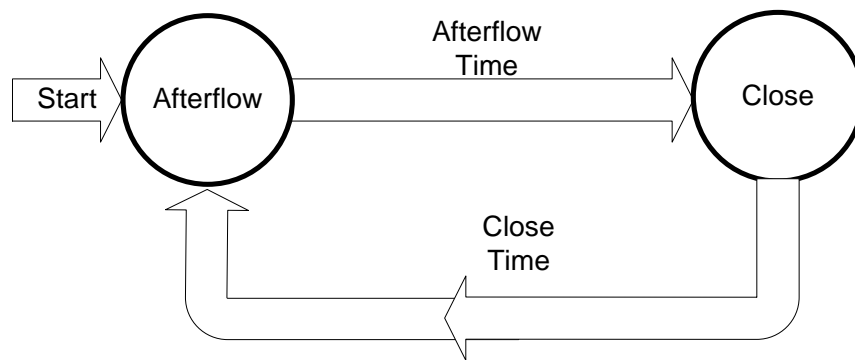 Afterflow
Time
Start
Afterflow
Close
Close
Time